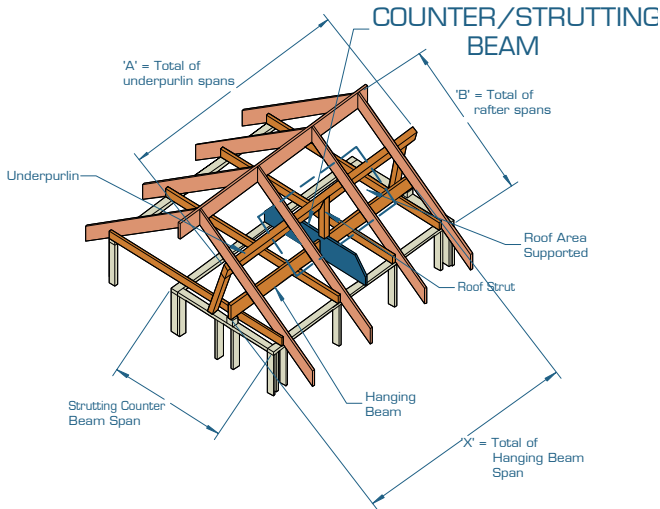 COUNTER/STRUTTING
BEAM
'A' = Total of
underpurlin spans
'B' = Total of
rafter spans
Underpurlin
Roof Area
Supported
Roof Strut
Hanging
Beam
Strutting Counter
Beam Span
'X' = Total of
Hanging Beam
Span